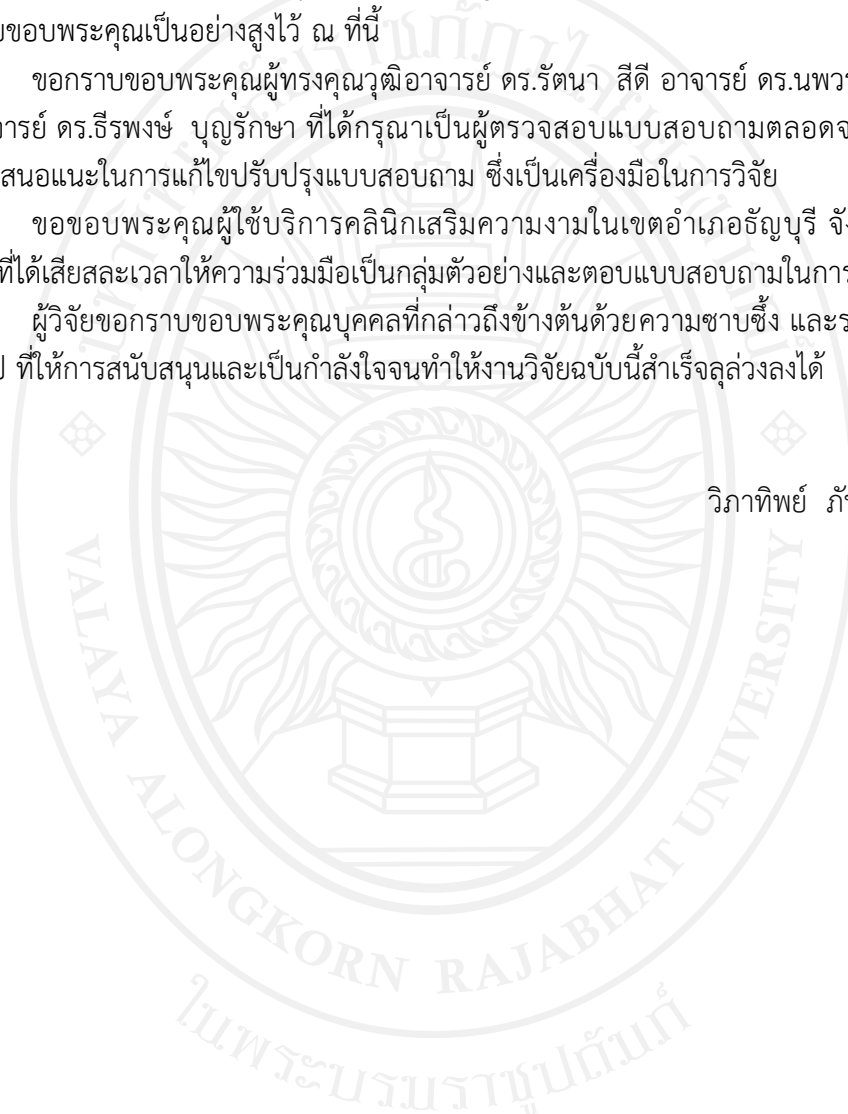 ขอบพระคุณเป็นอย่างสูงไว้ ณ ที่นี้
ขอกราบขอบพระคุณผู้ทรงคุณวุฒิอาจารย์ ดร.รัตนา สีดี อาจารย์ ดร.นพวร
ารย์ ดร.ธีรพงษ์ บุญรักษา ที่ได้กรุณาเป็นผู้ตรวจสอบแบบสอบถามตลอดจ
สนอแนะในการแก้ไขปรับปรุงแบบสอบถาม ซึ่งเป็นเครื่องมือในการวิจัย
ขอขอบพระคุณผู้ใช้บริการคลินิกเสริมความงามในเขตอำเภอธัญบุรี จัง
ที่ได้เสียสละเวลาให้ความร่วมมือเป็นกลุ่มตัวอย่างและตอบแบบสอบถามในการ
ผู้วิจัยขอกราบขอบพระคุณบุคคลที่กล่าวถึงข้างต้นด้วยความซาบซึ้ง และร
ที่ให้การสนับสนุนและเป็นกำลังใจจนทำให้งานวิจัยฉบับนี้สำเร็จลุล่วงลงได้
วิภาทิพย์ ภั
VALAYA ALONGKORN RAJABHAT UNIVERSITY
ในพระบรมราชูปถัมภ์